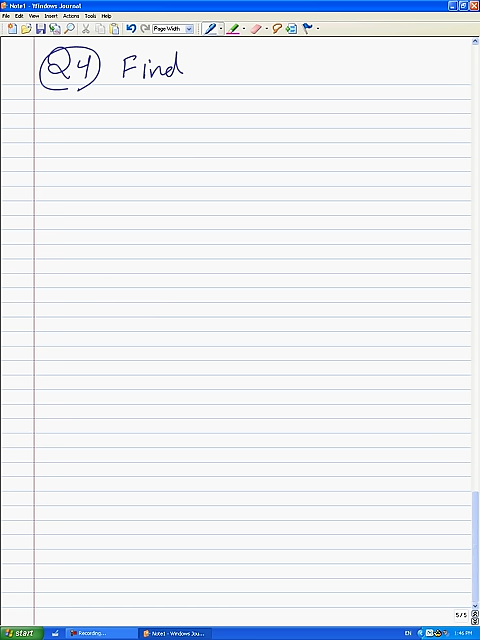 Note1 - Windows Journal
File Edit View Insert Actions Tools Help
Page Width
Q4 Find
5/5
start Recording... Note1 - Windows Jou... EN 1:46 PM